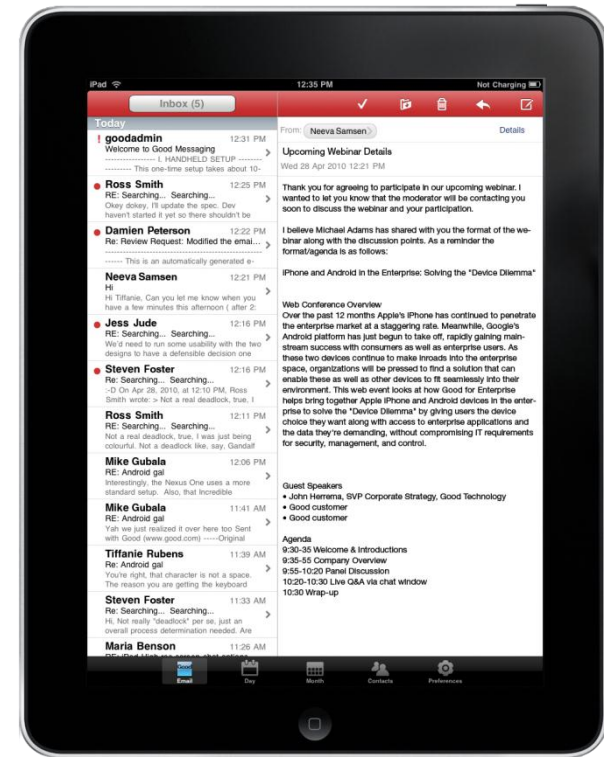 iPad
12:35 PM
Not Charging
Inbox (5)
Today
! goodadmin 12:31 PM
Welcome to Good Messaging
----------------- I. HANDHELD SETUP --------
--------- This one-time setup takes about 10-
Ross Smith 12:25 PM
RE: Searching... Searching...
Okey dokey, I'll update the spec. Dev
haven't started it yet so there shouldn't be
Damien Peterson 12:22 PM
Re: Review Request: Modified the emai...
------ This is an automatically generated e-
Neeva Samsen 12:21 PM
Hi
Hi Tiffanie, Can you let me know when you
have a few minutes this afternoon ( after 2:
Jess Jude 12:16 PM
RE: Searching... Searching...
We'd need to run some usability with the two
designs to have a defensible decision one
Steven Foster 12:16 PM
Re: Searching... Searching...
:-D On Apr 28, 2010, at 12:10 PM, Ross
Smith wrote: > Not a real deadlock, true, I
Ross Smith 12:11 PM
RE: Searching... Searching...
Not a real deadlock, true, I was just being
colourful. Not a deadlock like, say, Gandalf
Mike Gubala 12:06 PM
RE: Android gal
Interestingly, the Nexus One uses a more
standard setup. Also, that Incredible
Mike Gubala 11:41 AM
RE: Android gal
Yah we just realized it over here too Sent
with Good (www.good.com) -----Original
Tiffanie Rubens 11:39 AM
Re: Android gal
You're right, that character is not a space.
The reason you are getting the keyboard
Steven Foster 11:33 AM
Re: Searching... Searching...
Hi, Not really "deadlock" per se, just an
overall process determination needed. Are
Maria Benson 11:26 AM
From: Neeva Samsen
Details
Upcoming Webinar Details
Wed 28 Apr 2010 12:21 PM
Thank you for agreeing to participate in our upcoming webinar. I
wanted to let you know that the moderator will be contacting you
soon to discuss the webinar and your participation.
I believe Michael Adams has shared with you the format of the we-
binar along with the discussion points. As a reminder the
format/agenda is as follows:
iPhone and Android in the Enterprise: Solving the "Device Dilemma"
Web Conference Overview
Over the past 12 months Apple's iPhone has continued to penetrate
the enterprise market at a staggering rate. Meanwhile, Google's
Android platform has just begun to take off, rapidly gaining main-
stream success with consumers as well as enterprise users. As
these two devices continue to make inroads into the enterprise
space, organizations will be pressed to find a solution that can
enable these as well as other devices to fit seamlessly into their
environment. This web event looks at how Good for Enterprise
helps bring together Apple iPhone and Android devices in the enter-
prise to solve the "Device Dilemma" by giving users the device
choice they want along with access to enterprise applications and
the data they're demanding, without compromising IT requirements
for security, management, and control.
Guest Speakers
• John Herrema, SVP Corporate Strategy, Good Technology
• Good customer
• Good customer
Agenda
9:30-35 Welcome & Introductions
9:35-55 Company Overview
9:55-10:20 Panel Discussion
10:20-10:30 Live Q&A via chat window
10:30 Wrap-up
Good
Email
Day
Month
Contacts
Preferences